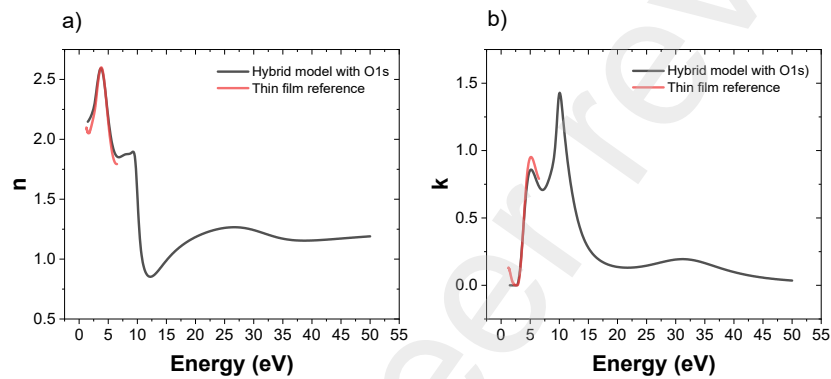 a)
2.5
2.0
1.5
1.0
0.5
n
Hybrid model with O1s
Thin film reference
0 5 10 15 20 25 30 35 40 45 50 55
Energy (eV)
b)
1.5
1.0
0.5
0.0
k
Hybrid model with O1s)
Thin film reference
0 5 10 15 20 25 30 35 40 45 50 55
Energy (eV)
eer rev